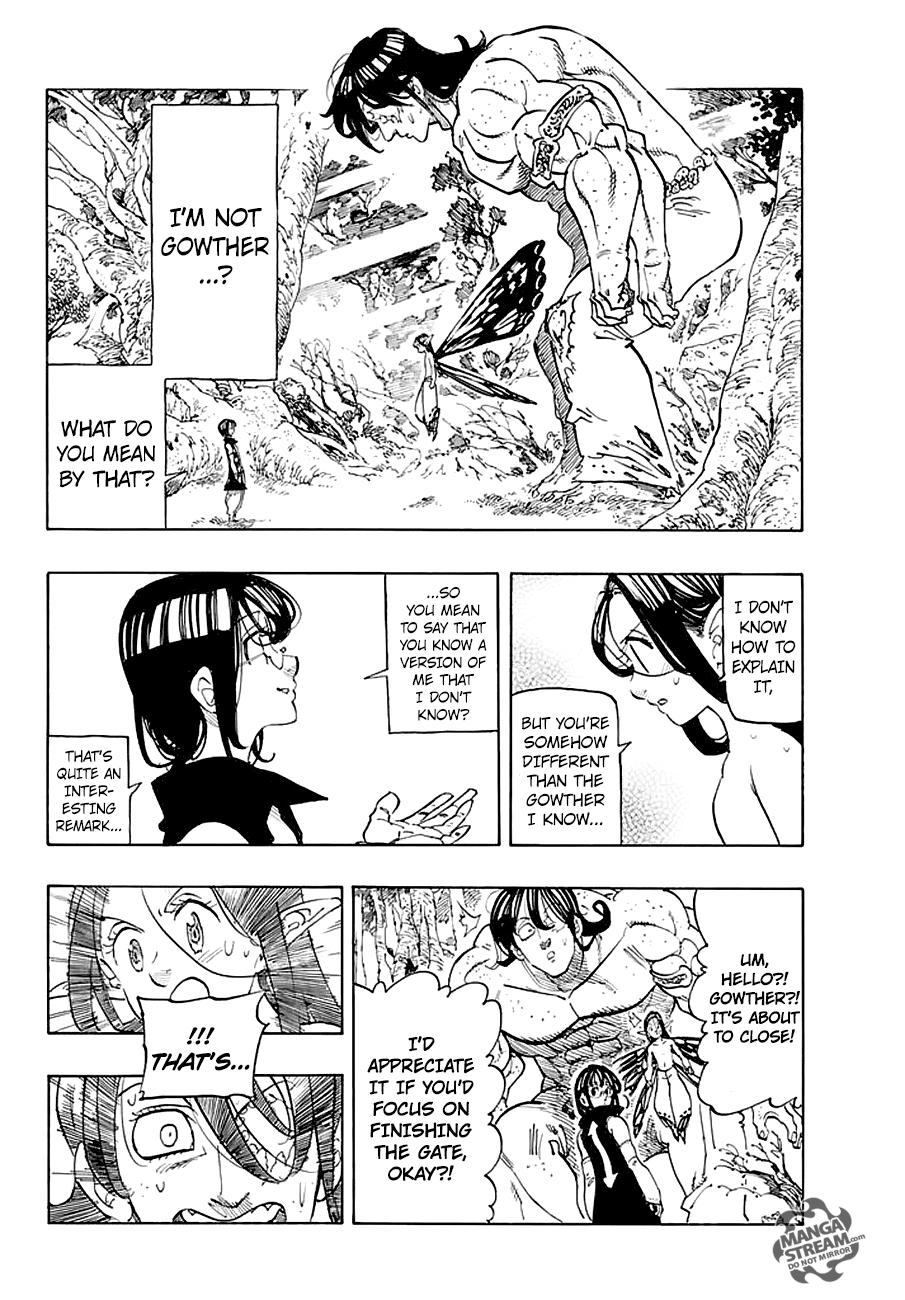 I'M NOT
GOWTHER
...?
WHAT DO
YOU MEAN
BY THAT?
I DON'T
KNOW
HOW TO
EXPLAIN
IT,
BUT YOU'RE
SOMEHOW
DIFFERENT
THAN THE
GOWTHER
I KNOW...
...SO
YOU MEAN
TO SAY THAT
YOU KNOW A
VERSION OF
ME THAT
I DON'T
KNOW?
THAT'S
QUITE AN
INTER-
ESTING
REMARK...
UM,
HELLO?!
GOWTHER?!
IT'S ABOUT
TO CLOSE!
I'D
APPRECIATE
IT IF YOU'D
FOCUS ON
FINISHING
THE GATE,
OKAY?!
!!!
THAT'S...
MANGA
STREAM.com
DO NOT MIRROR